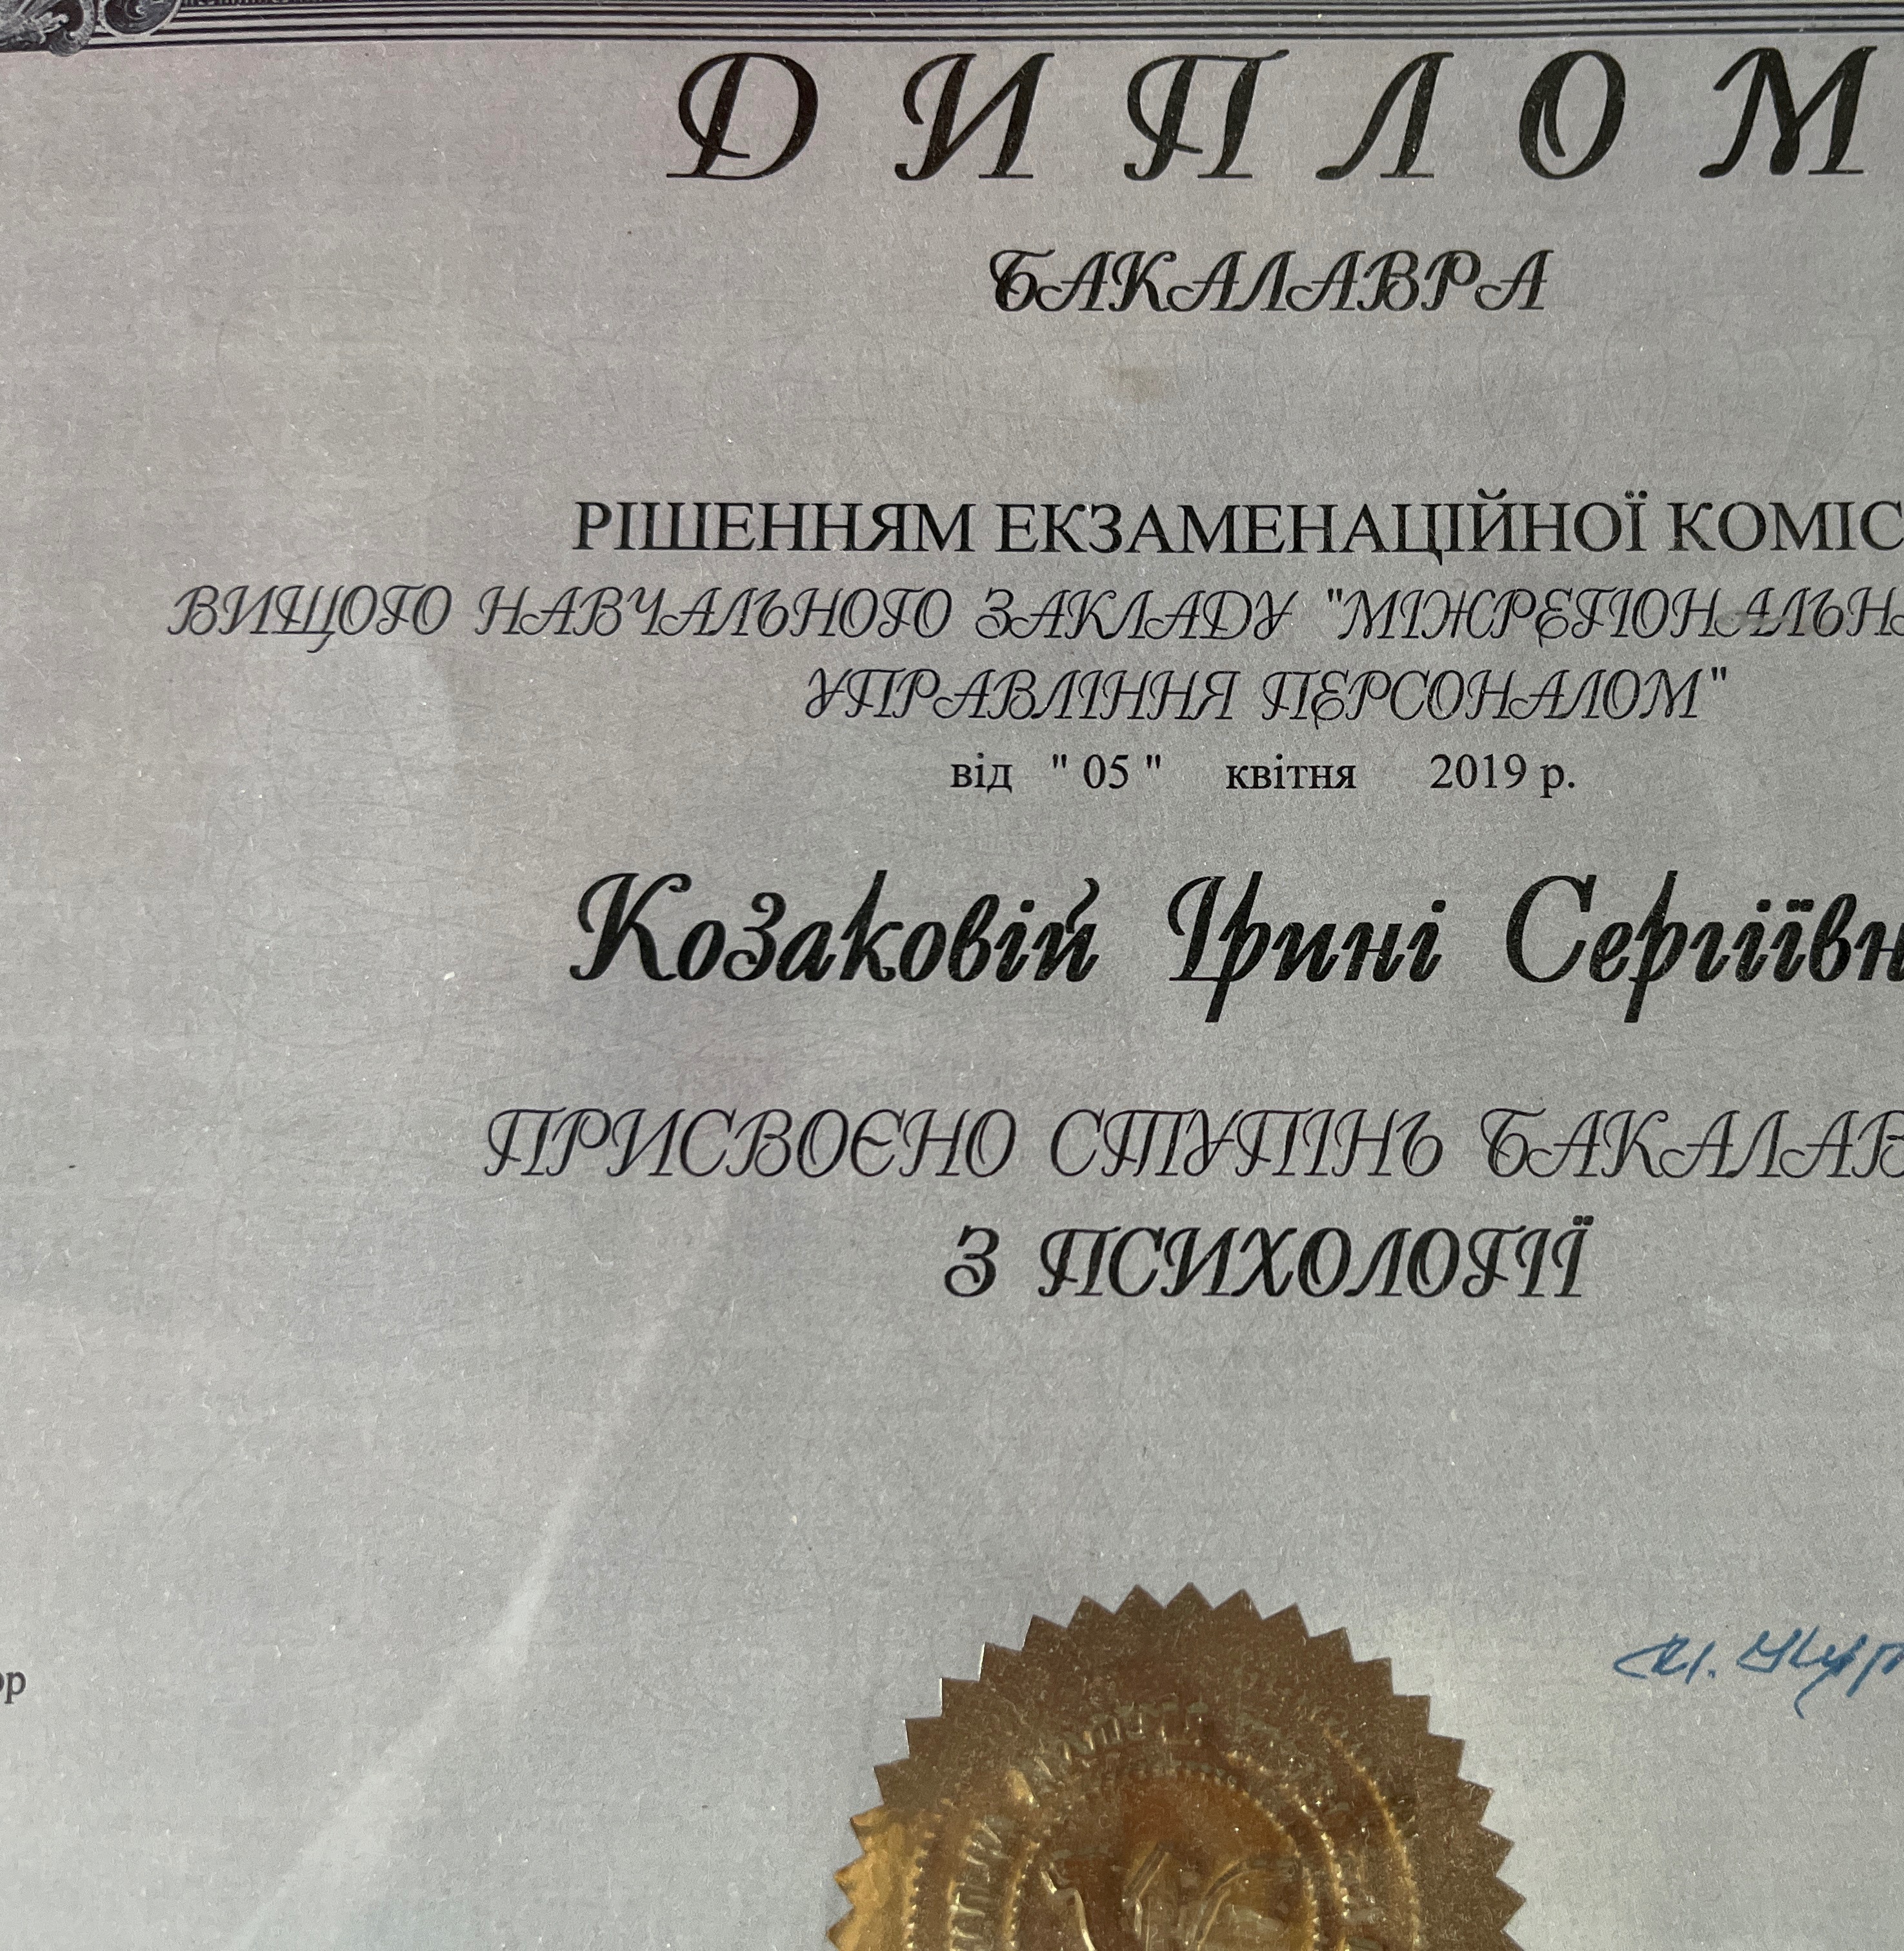 ДИПЛОМ
БАКАЛАВРА
РІШЕННЯМ ЕКЗАМЕНАЦІЙНОЇ КОМІС
ВИЩОГО НАВЧАЛЬНОГО ЗАКЛАДУ "МІЖРЕГІОНАЛЬН
УПРАВЛІННЯ ПЕРСОНАЛОМ"
від " 05 " квітня 2019 р.
Козаковій Ірині Сергіївн
ПРИСВОЄНО СТУПІНЬ БАКАЛАВ
З ПСИХОЛОГІЇ
ор